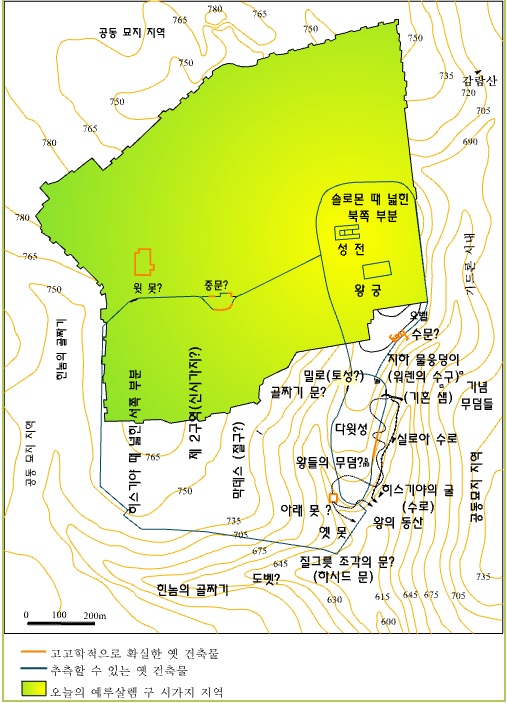 공동 묘지 지역
765
780
765
750
750
750
750
765
780
735
감람산
720
705
690
780
765
750
솔로몬 때 넓힌
북쪽 부분
성전
왕궁
기드론 시내
윗 못?
중문?
오벨
수문?
지하 물웅덩이
(워렌의 수구)
(기혼 샘)
기념
무덤들
밀로(토성?)
골짜기 문?
힌놈의 골짜기
히스기야 때 넓힌 서쪽 부분
제 2구역(신시가지?)
막데스 (절구?)
다윗성
실로아 수로
왕들의 무덤?
공동 묘지 지역
765
750
735
705
675
645
아래 못 ?
옛 못
히스기야의 굴
(수로)
왕의 동산
공동묘지 지역
질그릇 조각의 문?
(하시드 문)
도벳?
힌놈의 골짜기
630
600
615
645
675
705
735
0 100 200m
고고학적으로 확실한 옛 건축물
추측할 수 있는 옛 건축물
오늘의 예루살렘 구 시가지 지역